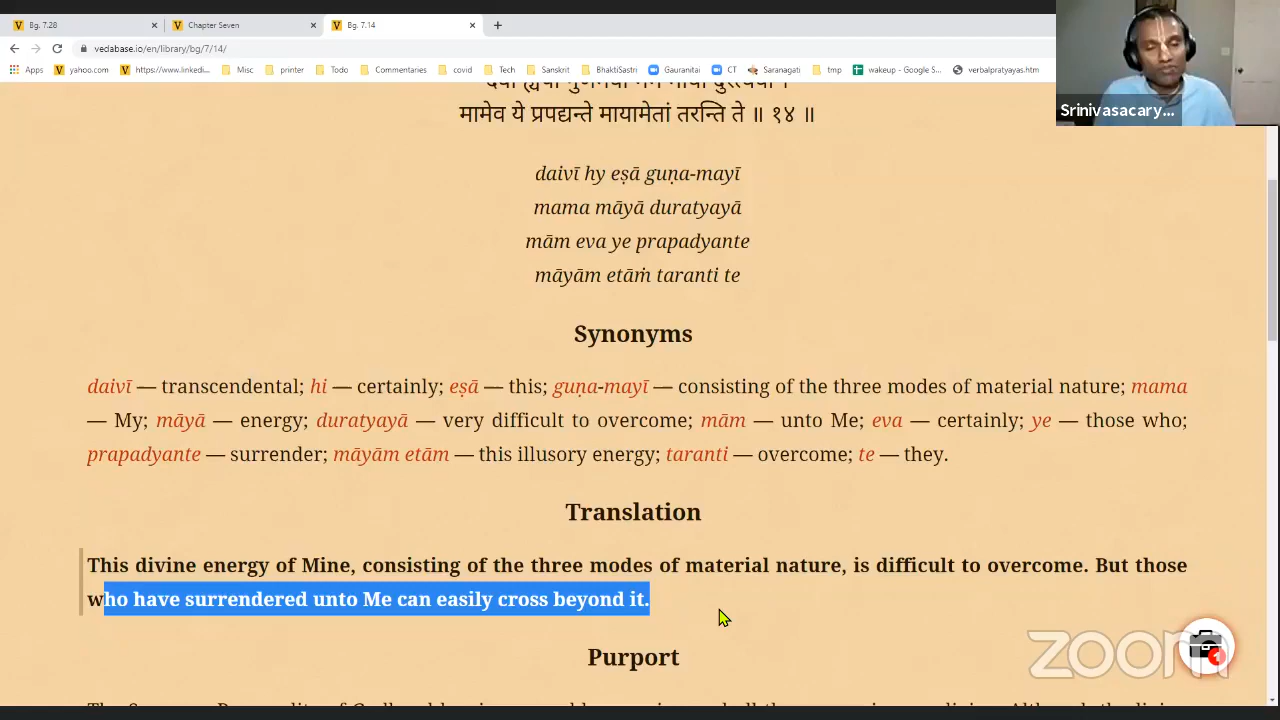 Bg. 7.28
Chapter Seven
Bg. 7.14
vedabase.io/en/library/bg/7/14/
Apps
yahoo.com
https://www.linkedi...
Misc
printer
Todo
Commentaries
covid
Tech
Sanskrit
BhaktiSastri
Gauranitai
CT
Saranagati
tmp
wakeup - Google S...
verbalpratyayas.htm
Srinivasacary...
मामेव ये प्रपद्यन्ते मायामेतां तरन्ति ते ॥ १४ ॥
daivī hy eṣā guṇa-mayī
mama māyā duratyayā
mām eva ye prapadyante
māyām etāṁ taranti te
Synonyms
daivī — transcendental; hi — certainly; eṣā — this; guṇa-mayī — consisting of the three modes of material nature; mama
— My; māyā — energy; duratyayā — very difficult to overcome; mām — unto Me; eva — certainly; ye — those who;
prapadyante — surrender; māyām etām — this illusory energy; taranti — overcome; te — they.
Translation
This divine energy of Mine, consisting of the three modes of material nature, is difficult to overcome. But those
who have surrendered unto Me can easily cross beyond it.
Purport
zoom
1